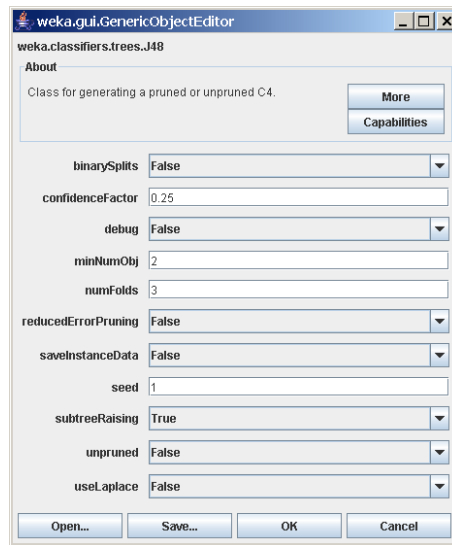 weka.gui.GenericObjectEditor
weka.classifiers.trees.J48
About
Class for generating a pruned or unpruned C4.
More
Capabilities
binarySplits False
confidenceFactor 0.25
debug False
minNumObj 2
numFolds 3
reducedErrorPruning False
saveInstanceData False
seed 1
subtreeRaising True
unpruned False
useLaplace False
Open... Save... OK Cancel